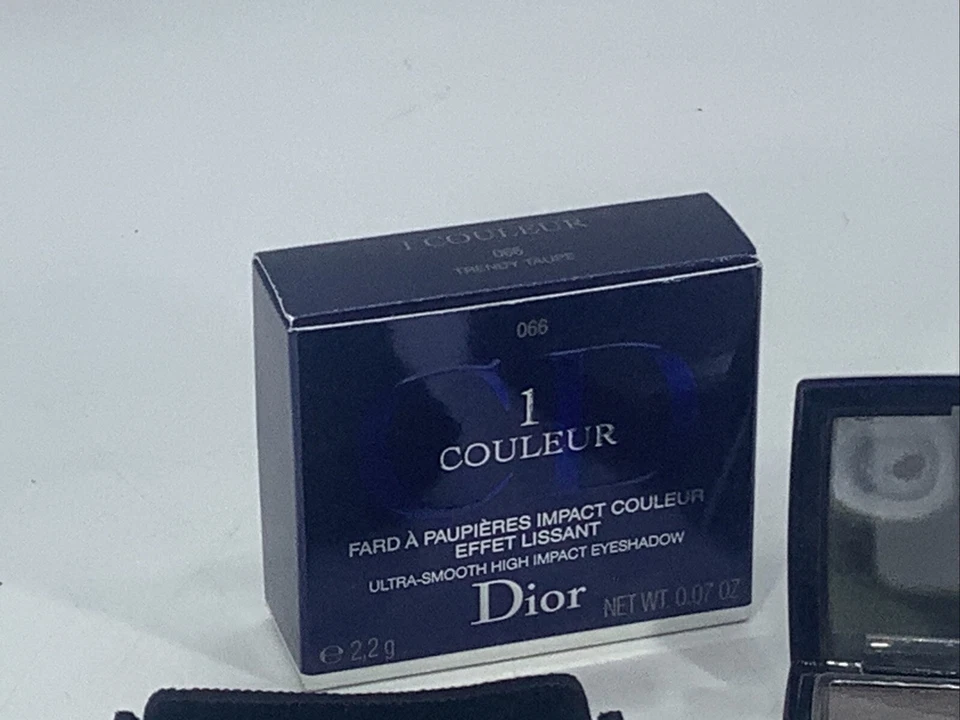 1 COULEUR
066
TRENDY TAUPE
066
CD
1
COULEUR
FARD À PAUPIÈRES IMPACT COULEUR
EFFET LISSANT
ULTRA-SMOOTH HIGH IMPACT EYESHADOW
Dior
℮ 2,2 g
NET WT. 0.07 OZ